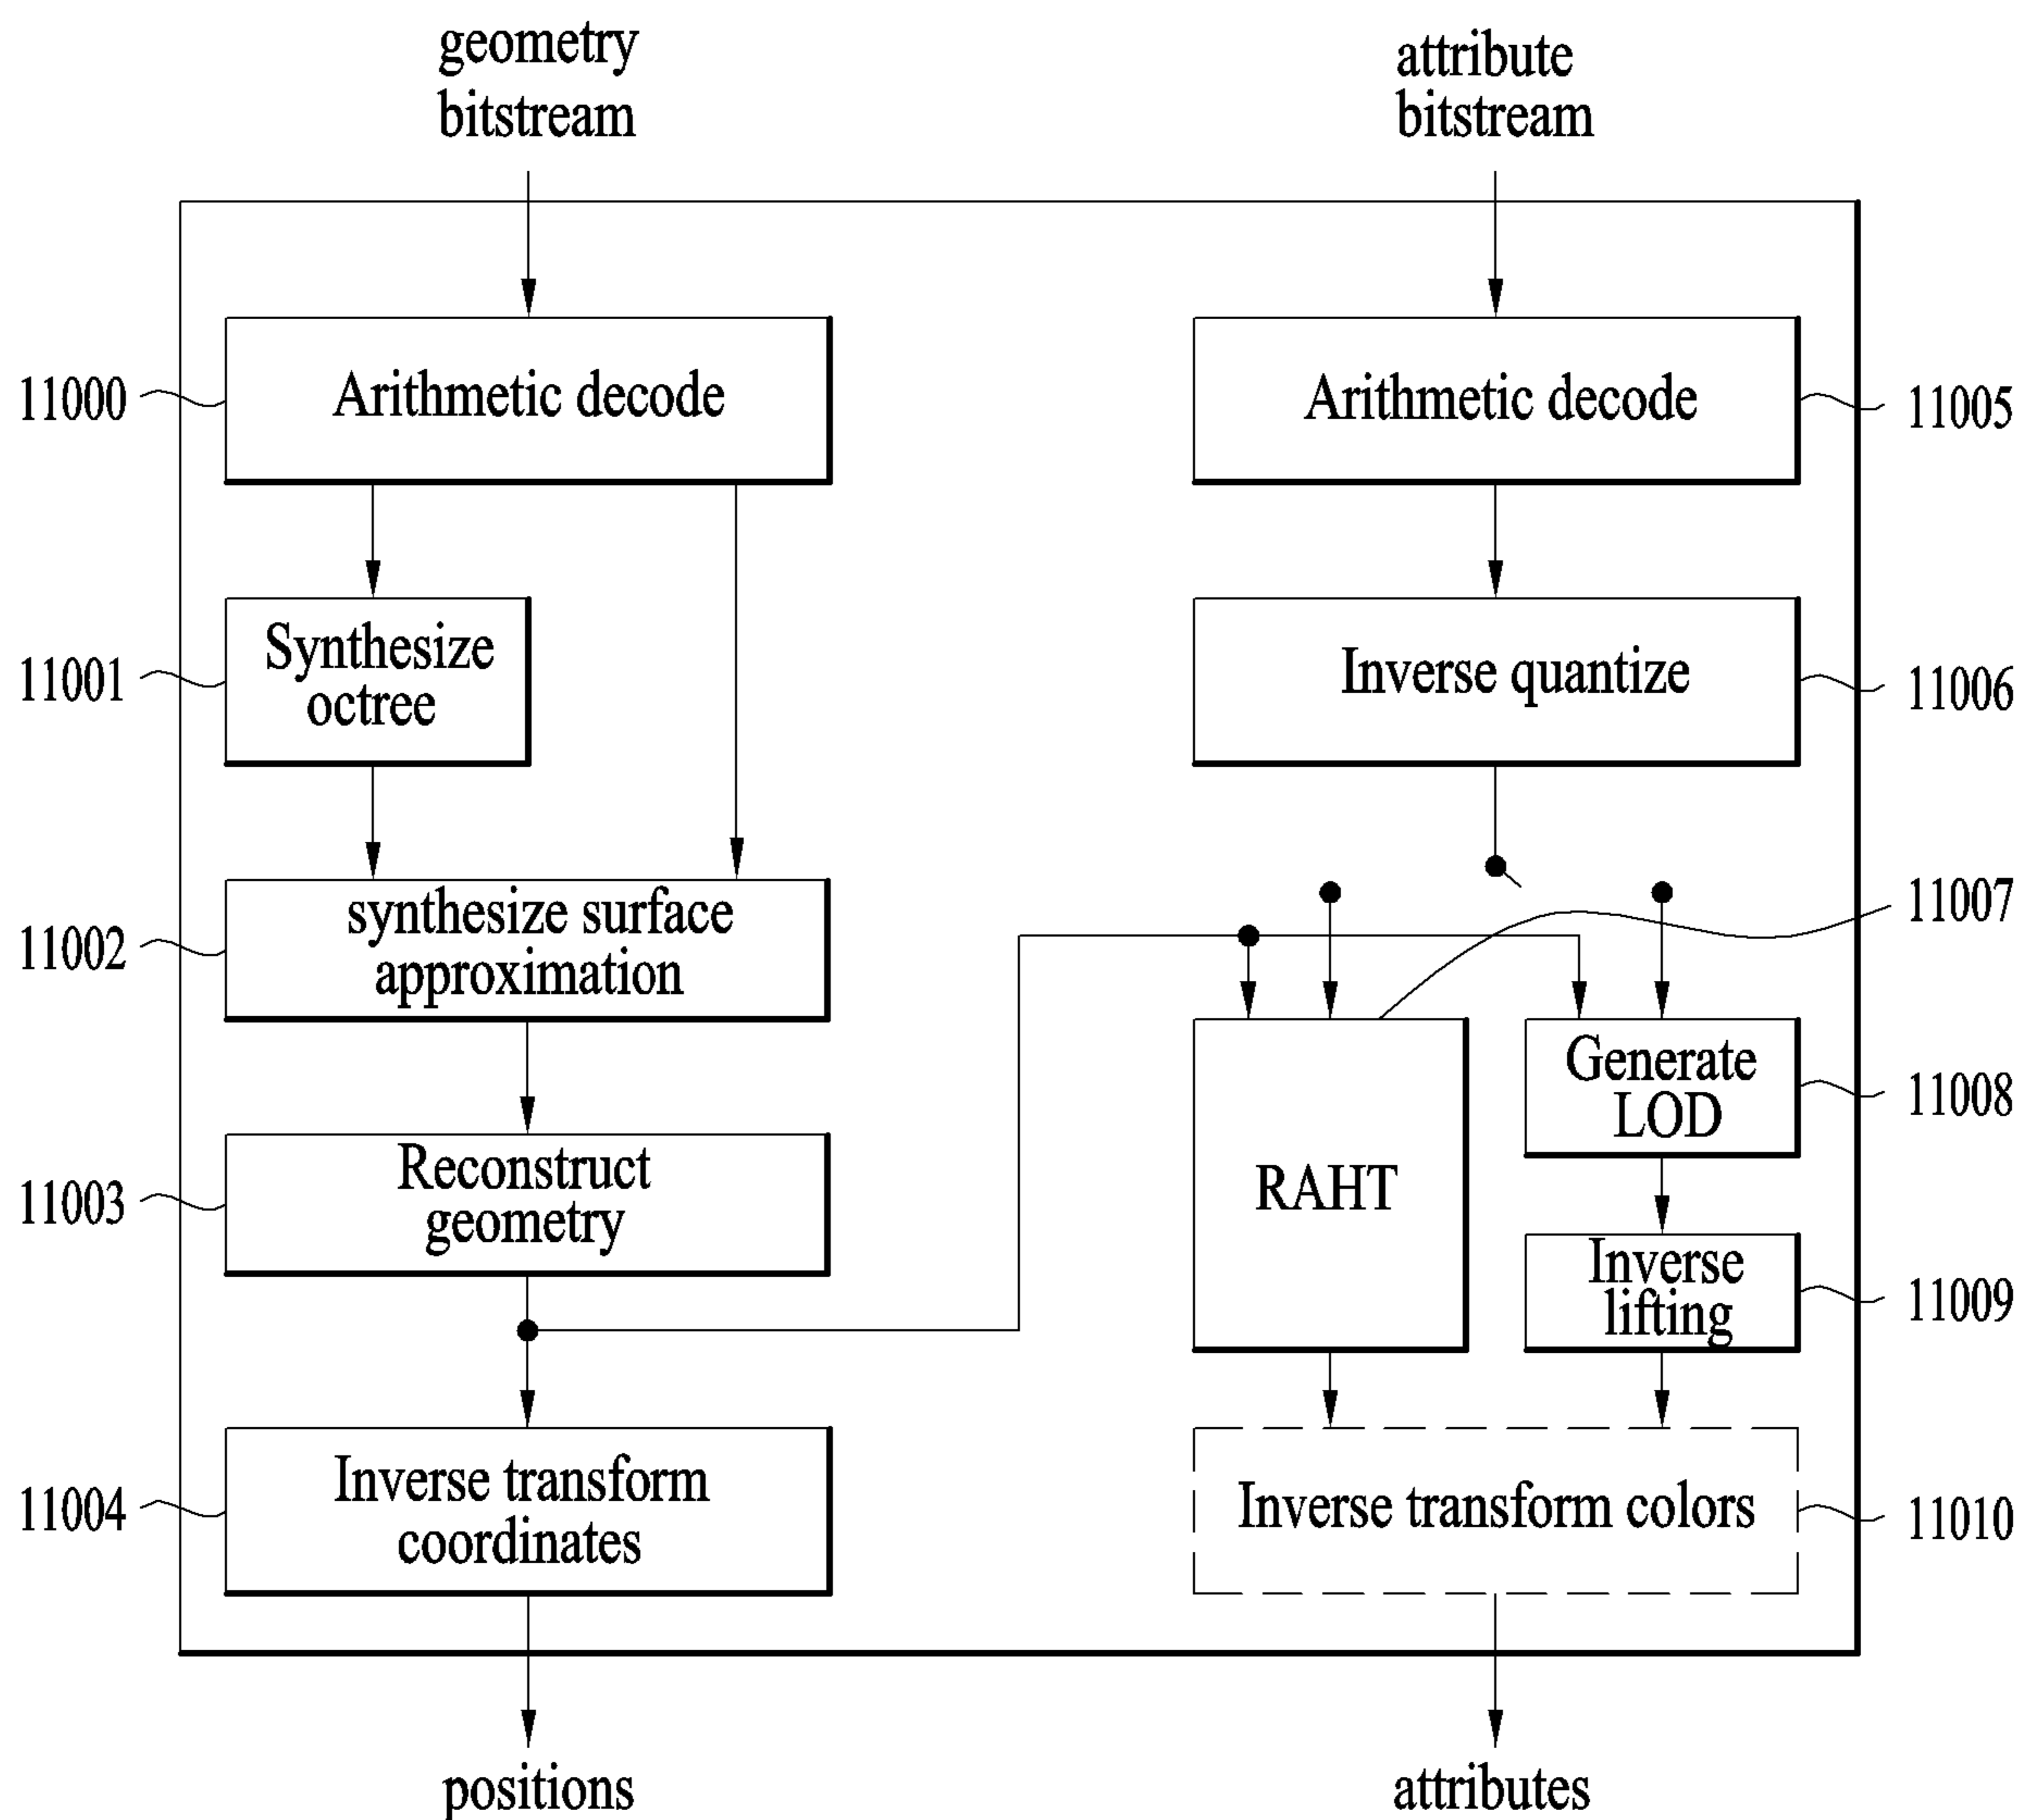 geometry
bitstream
attribute
bitstream
11000
Arithmetic decode
Arithmetic decode
11005
11001
Synthesize
octree
Inverse quantize
11006
11002
synthesize surface
approximation
11007
11003
Reconstruct
geometry
RAHT
Generate
LOD
11008
Inverse
lifting
11009
11004
Inverse transform
coordinates
Inverse transform colors
11010
positions
attributes